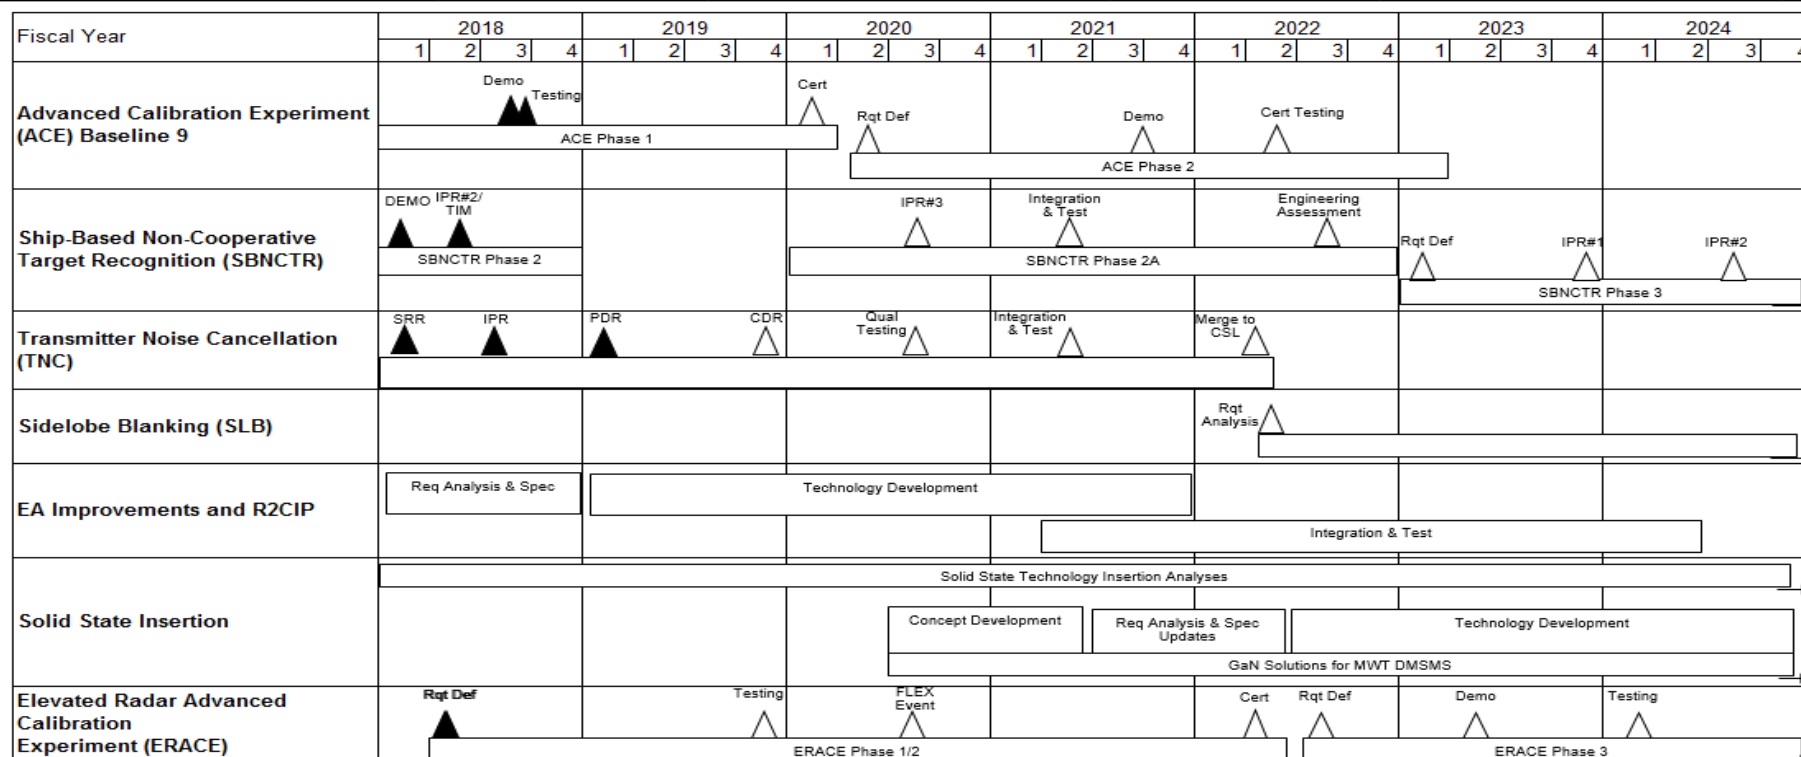 Fiscal Year
2018 2019 2020 2021 2022 2023 2024
1 2 3 4 1 2 3 4 1 2 3 4 1 2 3 4 1 2 3 4 1 2 3 4 1 2 3 4
Advanced Calibration Experiment
(ACE) Baseline 9
Demo
Testing
Cert
Rqt Def
Demo
Cert Testing
ACE Phase 1
ACE Phase 2
Ship-Based Non-Cooperative
Target Recognition (SBNCTR)
DEMO
IPR#2/
TIM
IPR#3
Integration
& Test
Engineering
Assessment
Rqt Def
IPR#1
IPR#2
SBNCTR Phase 2
SBNCTR Phase 2A
SBNCTR Phase 3
Transmitter Noise Cancellation
(TNC)
SRR
IPR
PDR
CDR
Qual
Testing
Integration
& Test
Merge to
CSL
Sidelobe Blanking (SLB)
Rqt
Analysis
EA Improvements and R2CIP
Req Analysis & Spec
Technology Development
Integration & Test
Solid State Insertion
Solid State Technology Insertion Analyses
Concept Development
Req Analysis & Spec
Updates
Technology Development
GaN Solutions for MWT DMSMS
Elevated Radar Advanced
Calibration
Experiment (ERACE)
Rqt Def
Testing
FLEX
Event
Cert
Rqt Def
Demo
Testing
ERACE Phase 1/2
ERACE Phase 3